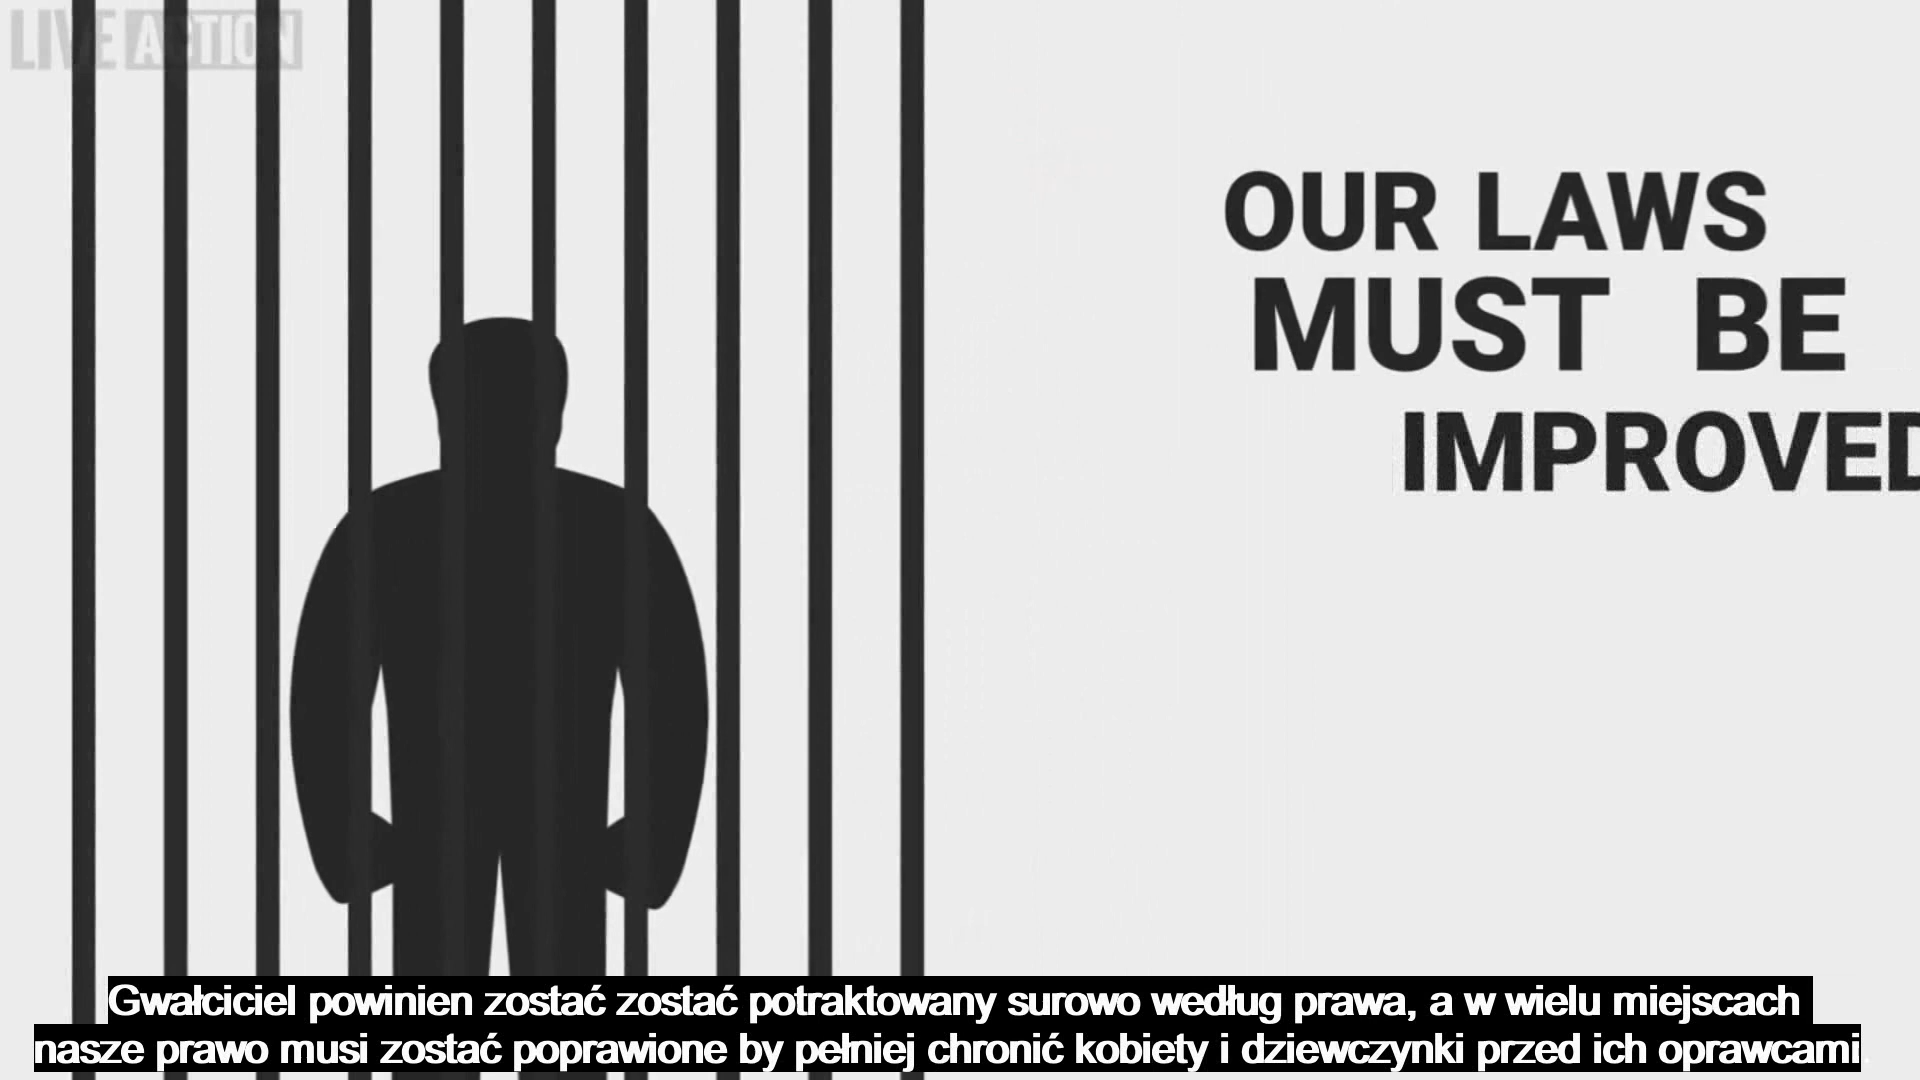 LIVE ACTION
OUR LAWS
MUST BE
IMPROVED
Gwałciciel powinien zostać zostać potraktowany surowo według prawa, a w wielu miejscach
nasze prawo musi zostać poprawione by pełniej chronić kobiety i dziewczynki przed ich oprawcami.